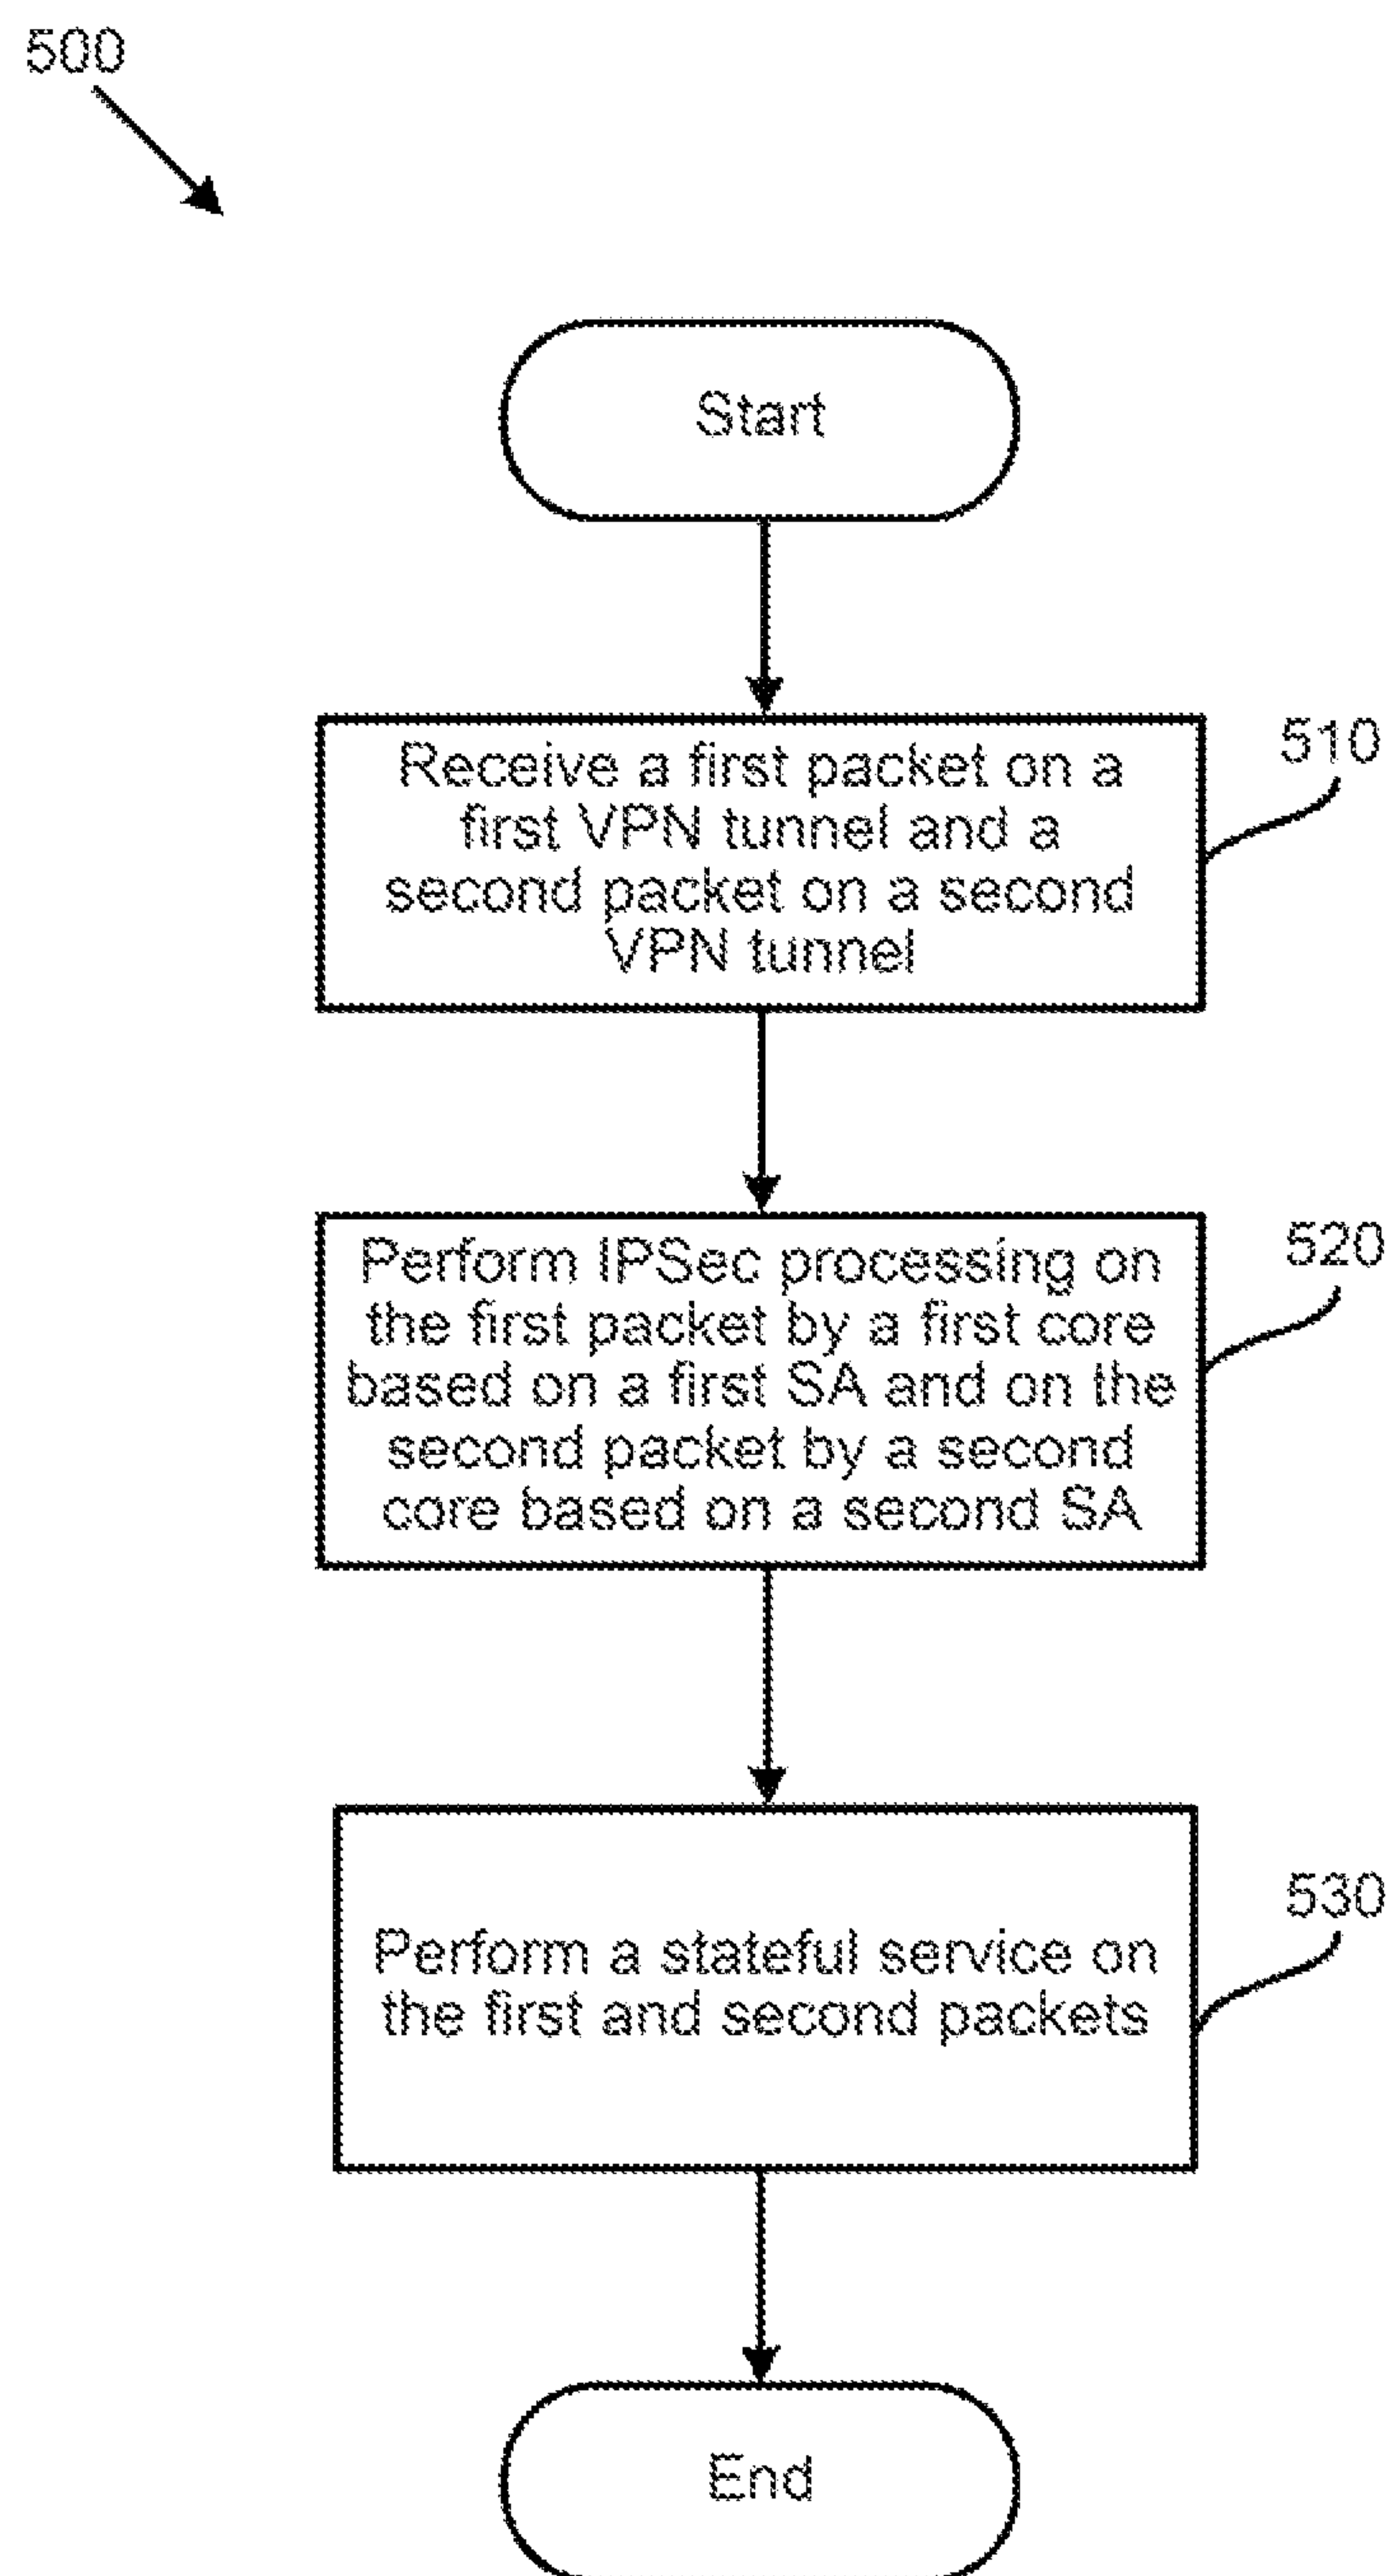 500
Start
Receive a first packet on a
first VPN tunnel and a
second packet on a second
VPN tunnel
510
Perform IPSec processing on
the first packet by a first core
based on a first SA and on the
second packet by a second
core based on a second SA
520
Perform a stateful service on
the first and second packets
530
End